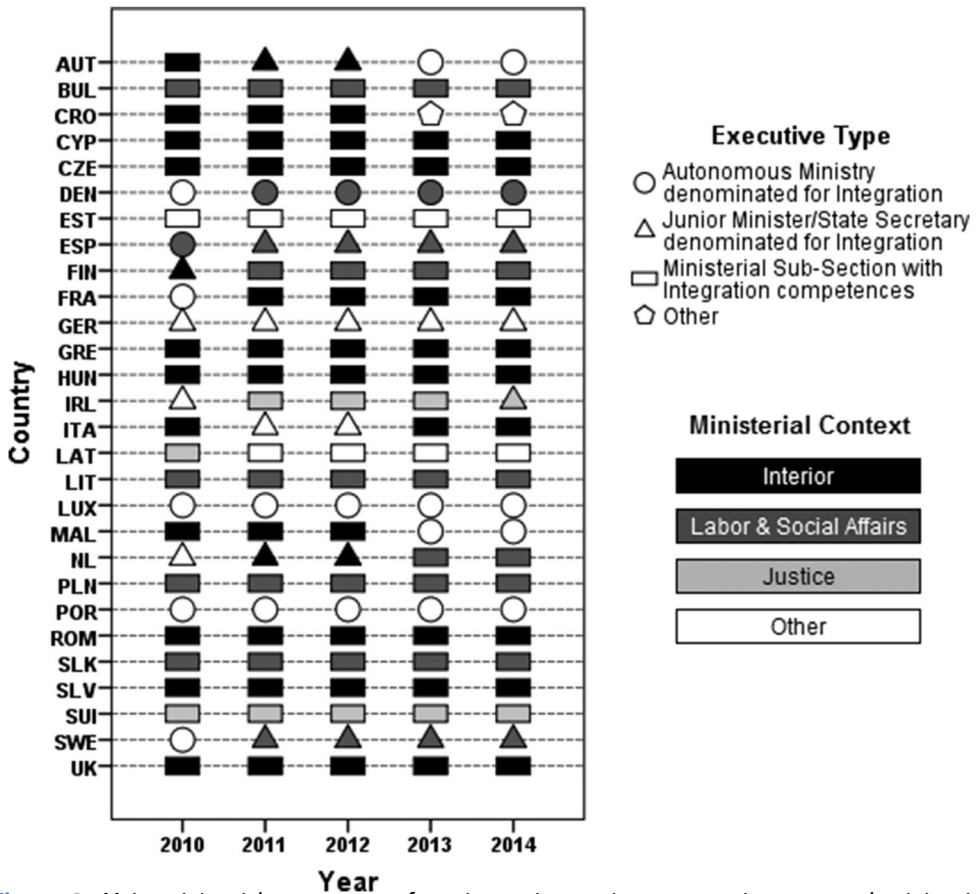 AUT
BUL
CRO
CYP
CZE
DEN
EST
ESP
FIN
FRA
GER
GRE
HUN
IRL
ITA
LAT
LIT
LUX
MAL
NL
PLN
POR
ROM
SLK
SLV
SUI
SWE
UK
Country
2010 2011 2012 2013 2014
Year
Executive Type
Autonomous Ministry
denominated for Integration
Junior Minister/State Secretary
denominated for Integration
Ministerial Sub-Section with
Integration competences
Other
Ministerial Context
Interior
Labor & Social Affairs
Justice
Other